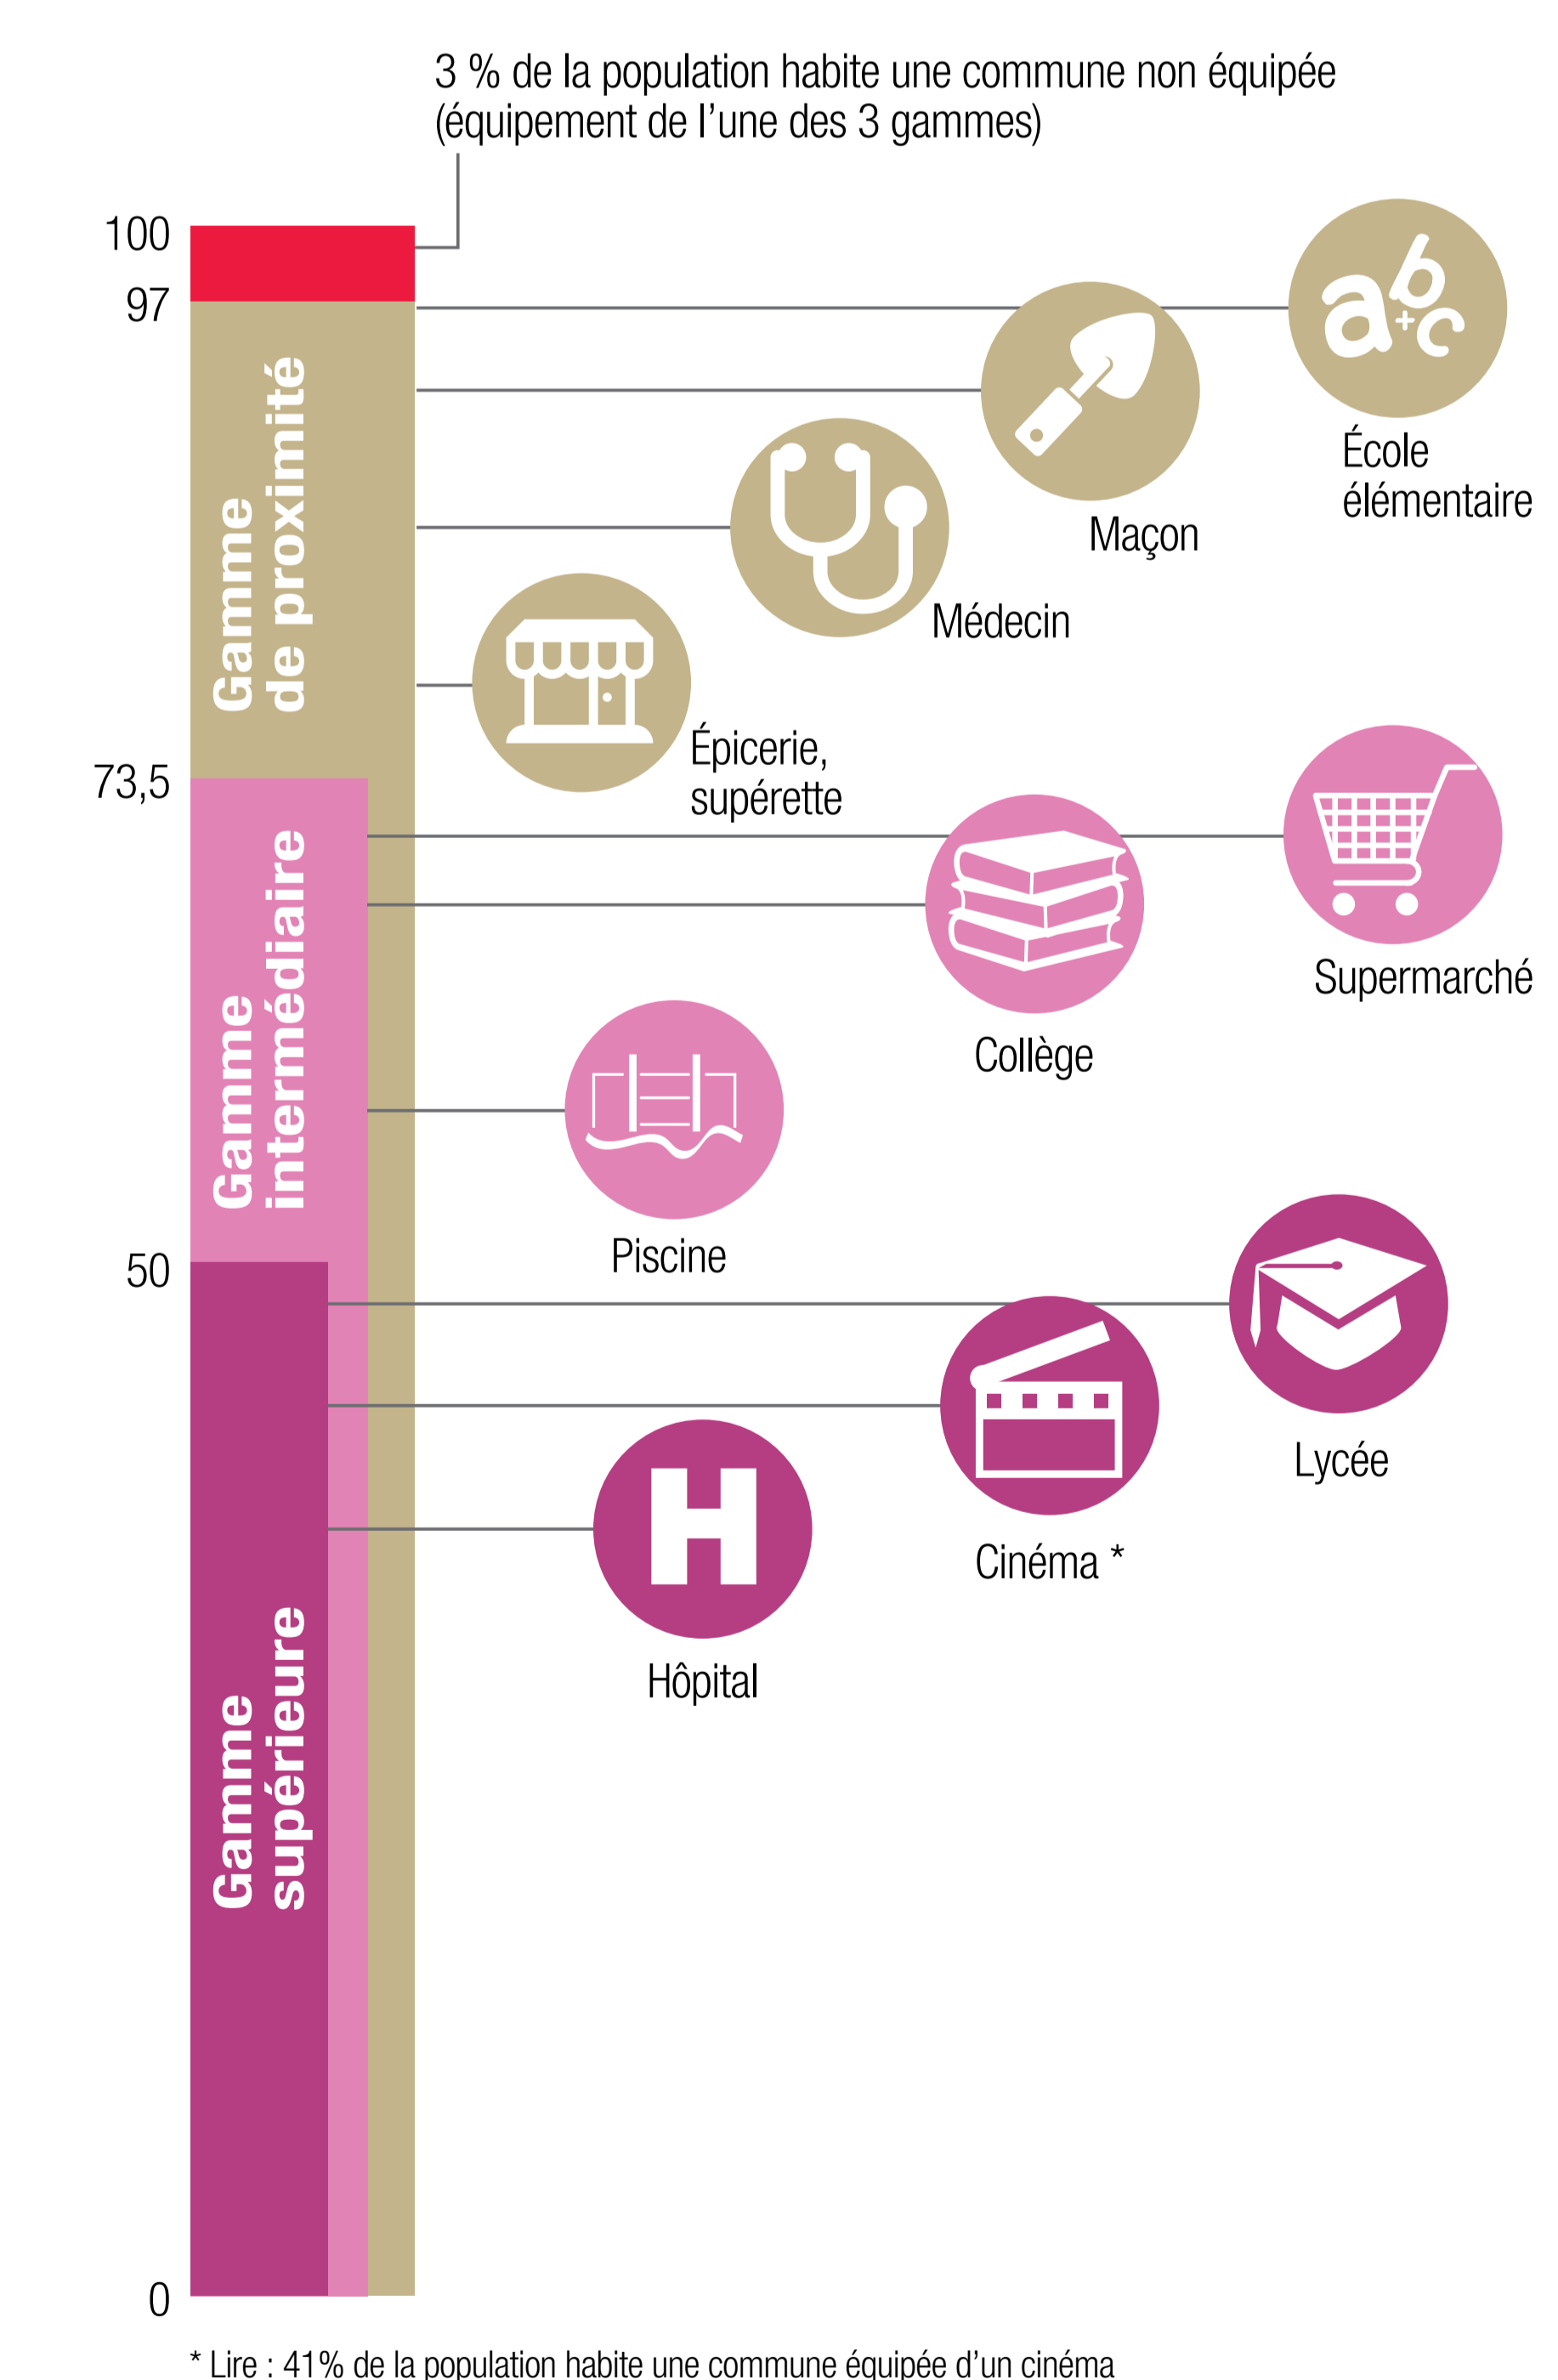 3 % de la population habite une commune non équipée
(équipement de l'une des 3 gammes)
100
97
Gamme
de proximité
a b + c
École
élémentaire
Maçon
Médecin
Épicerie,
supérette
73,5
Gamme
intermédiaire
Supermarché
Collège
Piscine
50
Lycée
Cinéma *
H
Hôpital
Gamme
supérieure
0
* Lire : 41% de la population habite une commune équipée d'un cinéma